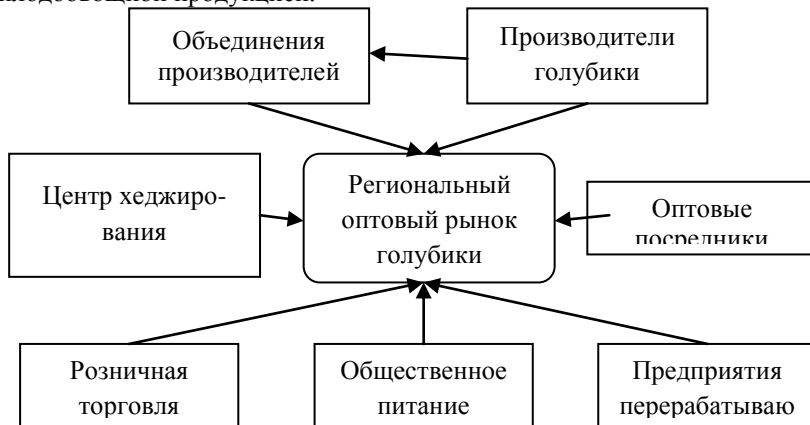 плодоовощной продукцией.
Объединения
производителей
Производители
голубики
Центр хеджиро-
вания
Региональный
оптовый рынок
голубики
Оптовые
посредники
Розничная
торговля
Общественное
питание
Предприятия
перерабатываю